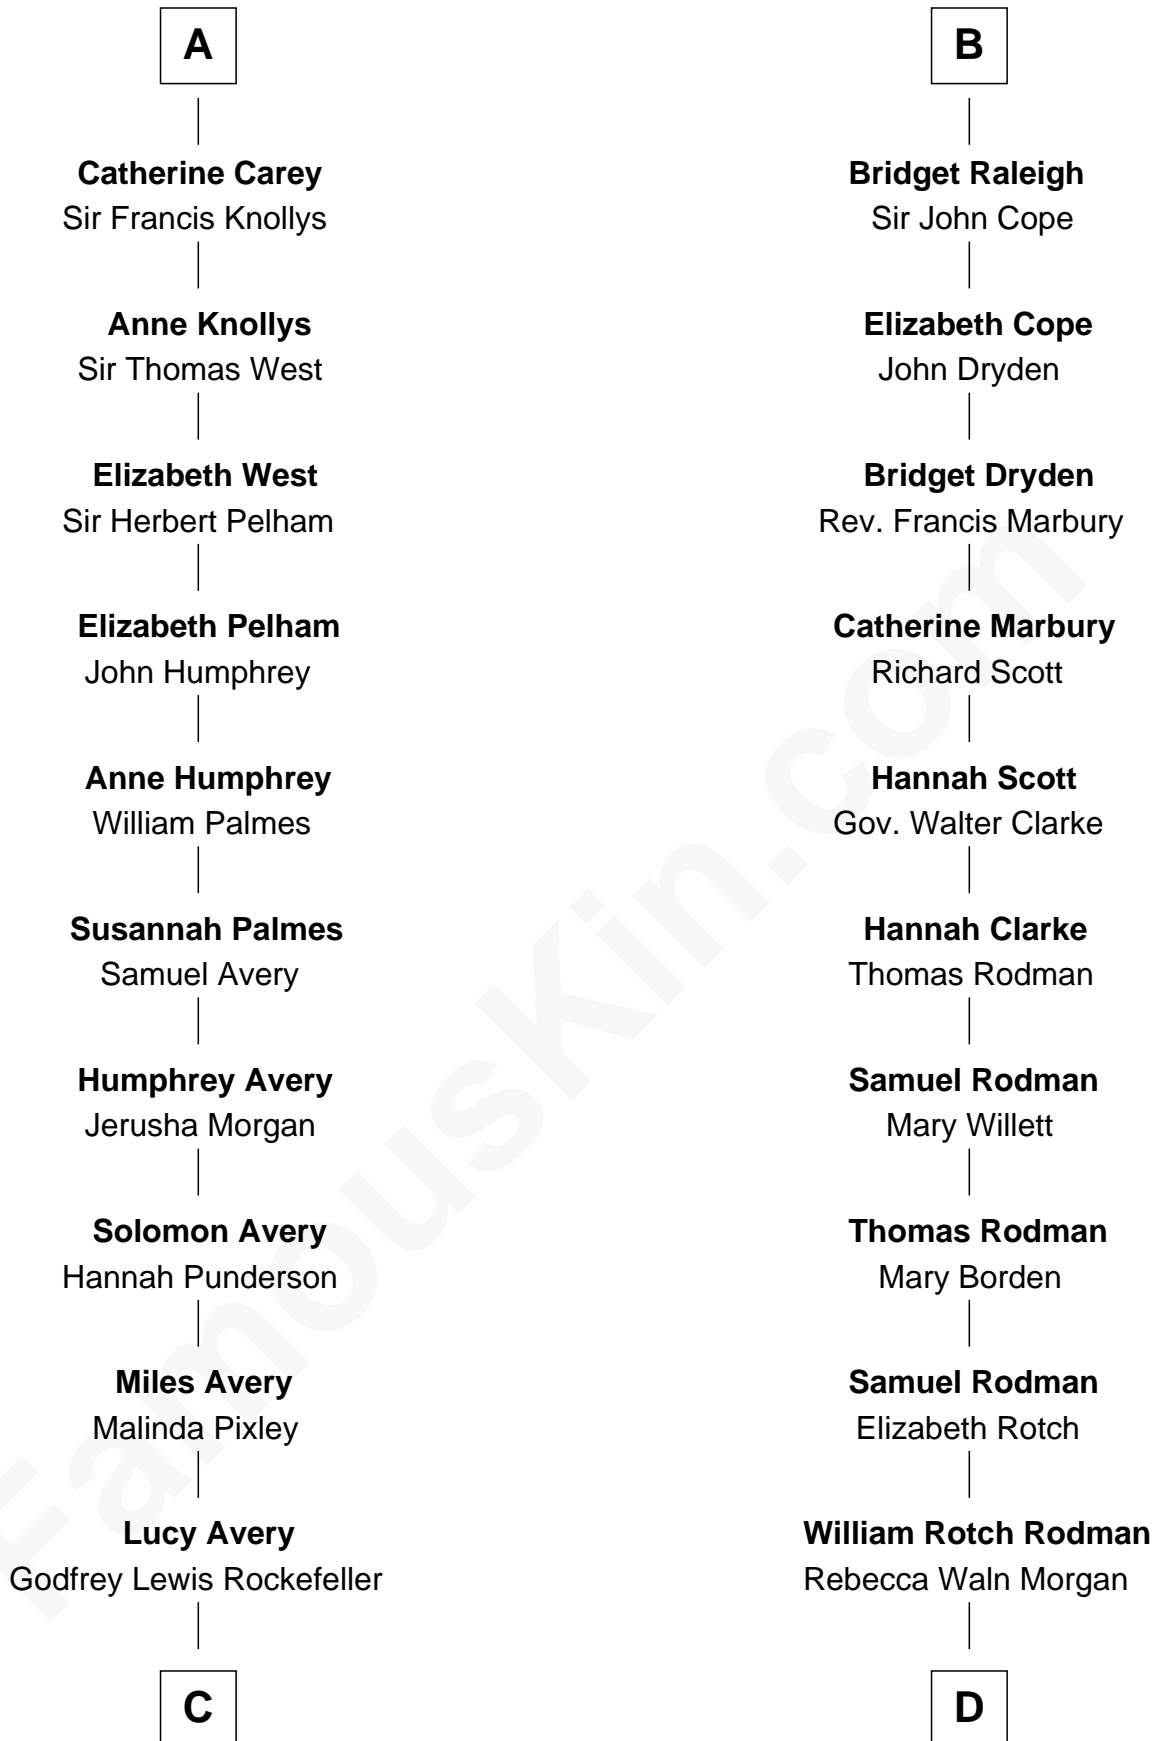 A
Catherine Carey
Sir Francis Knollys
Anne Knollys
Sir Thomas West
Elizabeth West
Sir Herbert Pelham
Elizabeth Pelham
John Humphrey
Anne Humphrey
William Palmes
Susannah Palmes
Samuel Avery
Humphrey Avery
Jerusha Morgan
Solomon Avery
Hannah Punderson
Miles Avery
Malinda Pixley
Lucy Avery
Godfrey Lewis Rockefeller
C
B
Bridget Raleigh
Sir John Cope
Elizabeth Cope
John Dryden
Bridget Dryden
Rev. Francis Marbury
Catherine Marbury
Richard Scott
Hannah Scott
Gov. Walter Clarke
Hannah Clarke
Thomas Rodman
Samuel Rodman
Mary Willett
Thomas Rodman
Mary Borden
Samuel Rodman
Elizabeth Rotch
William Rotch Rodman
Rebecca Waln Morgan
D
FamousKin.com